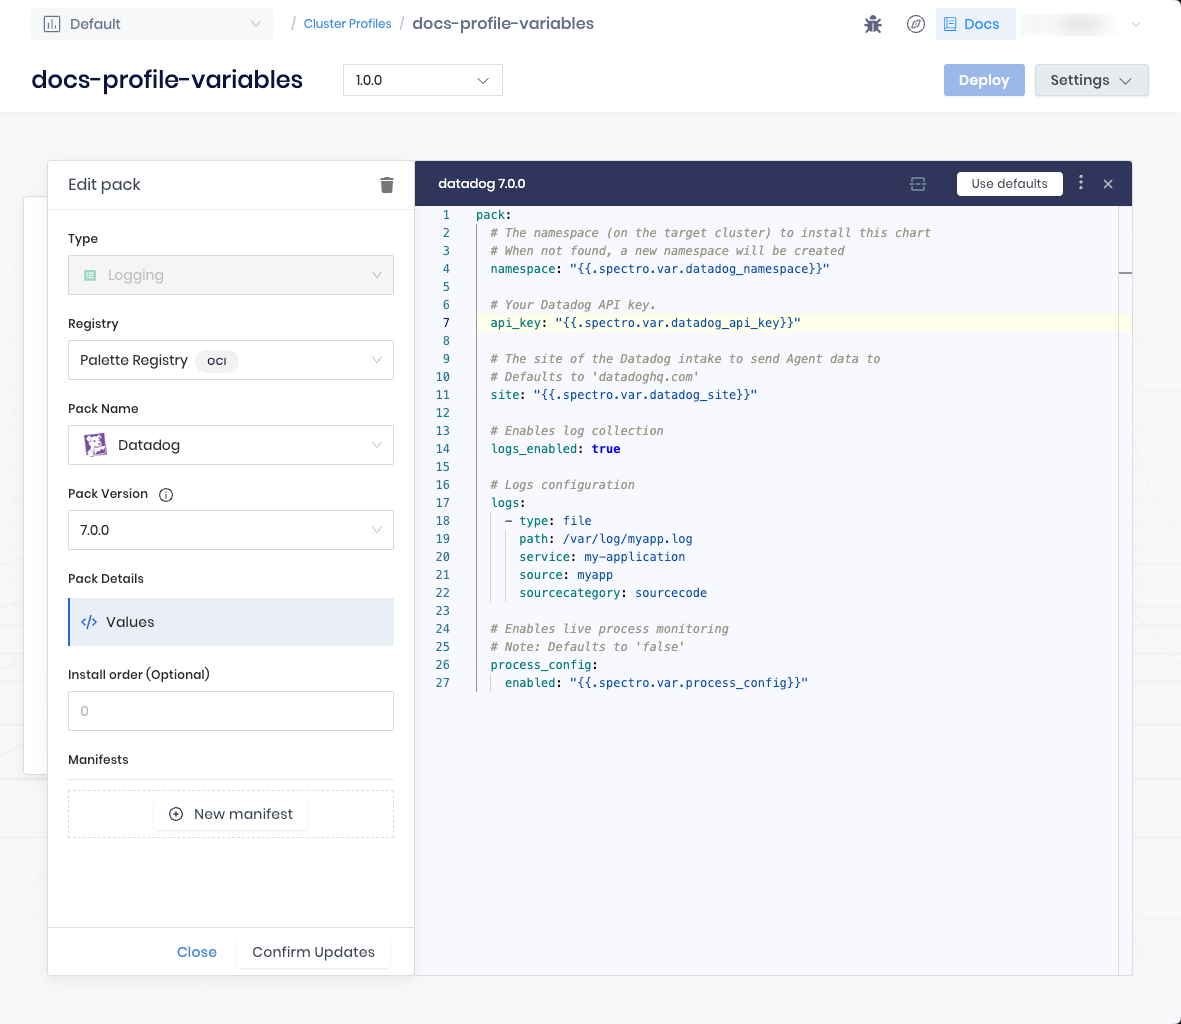 Default / Cluster Profiles / docs-profile-variables Docs
docs-profile-variables 1.0.0 Deploy Settings
Edit pack
Type
Logging
Registry
Palette Registry OCI
Pack Name
Datadog
Pack Version
7.0.0
Pack Details
</> Values
Install order (Optional)
0
Manifests
New manifest
Close Confirm Updates
datadog 7.0.0 Use defaults
1 pack:
2 # The namespace (on the target cluster) to install this chart
3 # When not found, a new namespace will be created
4 namespace: "{{.spectro.var.datadog_namespace}}"
5
6 # Your Datadog API key.
7 api_key: "{{.spectro.var.datadog_api_key}}"
8
9 # The site of the Datadog intake to send Agent data to
10 # Defaults to 'datadoghq.com'
11 site: "{{.spectro.var.datadog_site}}"
12
13 # Enables log collection
14 logs_enabled: true
15
16 # Logs configuration
17 logs:
18 - type: file
19 path: /var/log/myapp.log
20 service: my-application
21 source: myapp
22 sourcecategory: sourcecode
23
24 # Enables live process monitoring
25 # Note: Defaults to 'false'
26 process_config:
27 enabled: "{{.spectro.var.process_config}}"